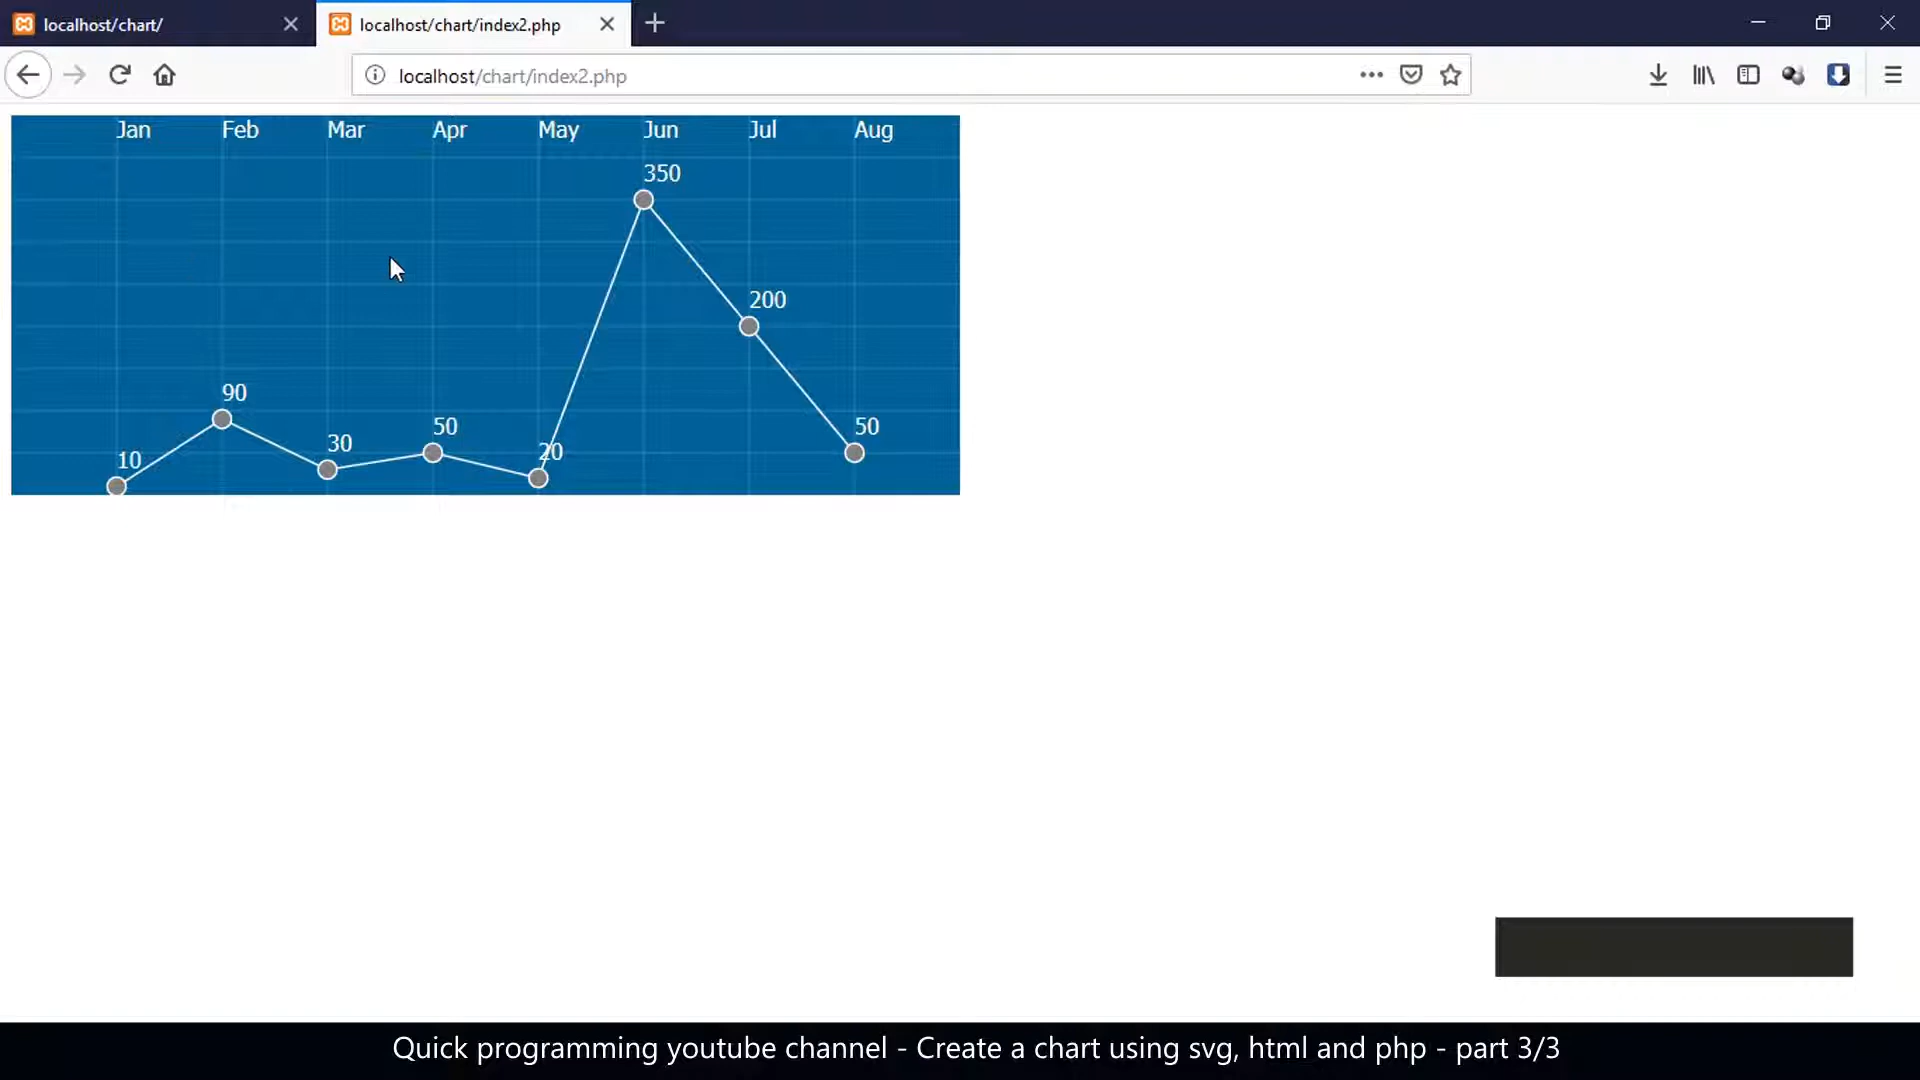 localhost/chart/
localhost/chart/index2.php
localhost/chart/index2.php
Jan Feb Mar Apr May Jun Jul Aug
350
200
90
50
50
30
20
10
Quick programming youtube channel - Create a chart using svg, html and php - part 3/3